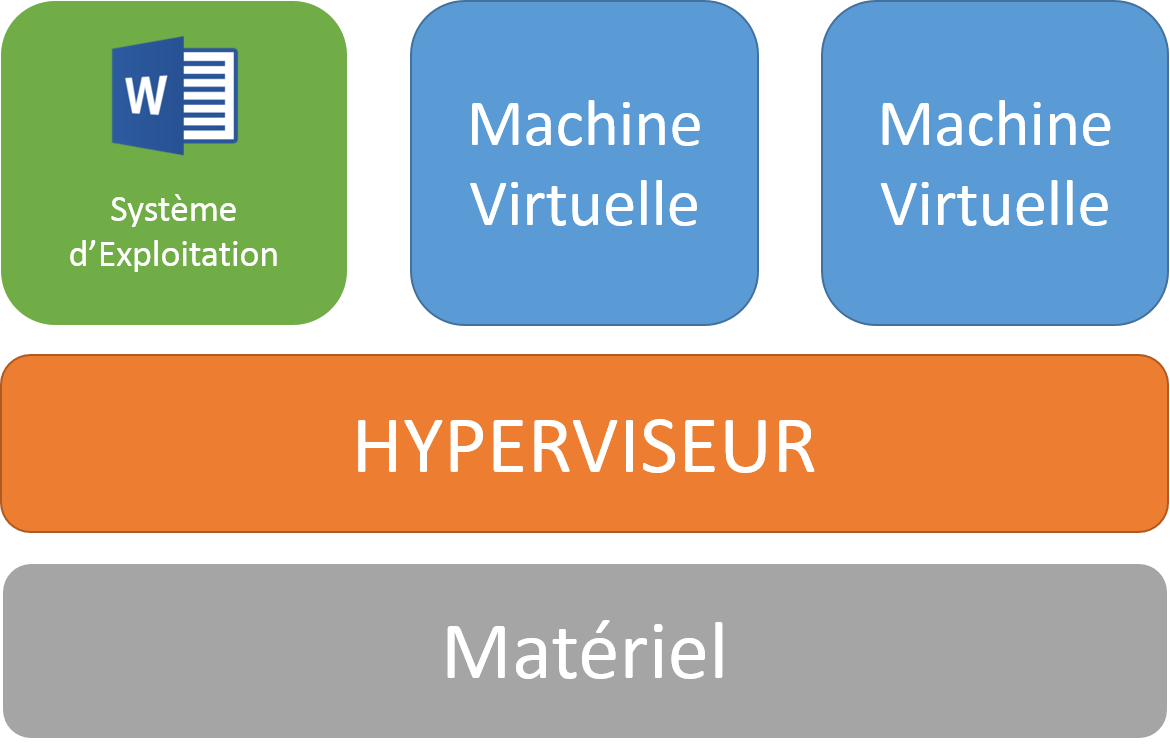 W
Système
d’Exploitation
Machine
Virtuelle
Machine
Virtuelle
HYPERVISEUR
Matériel